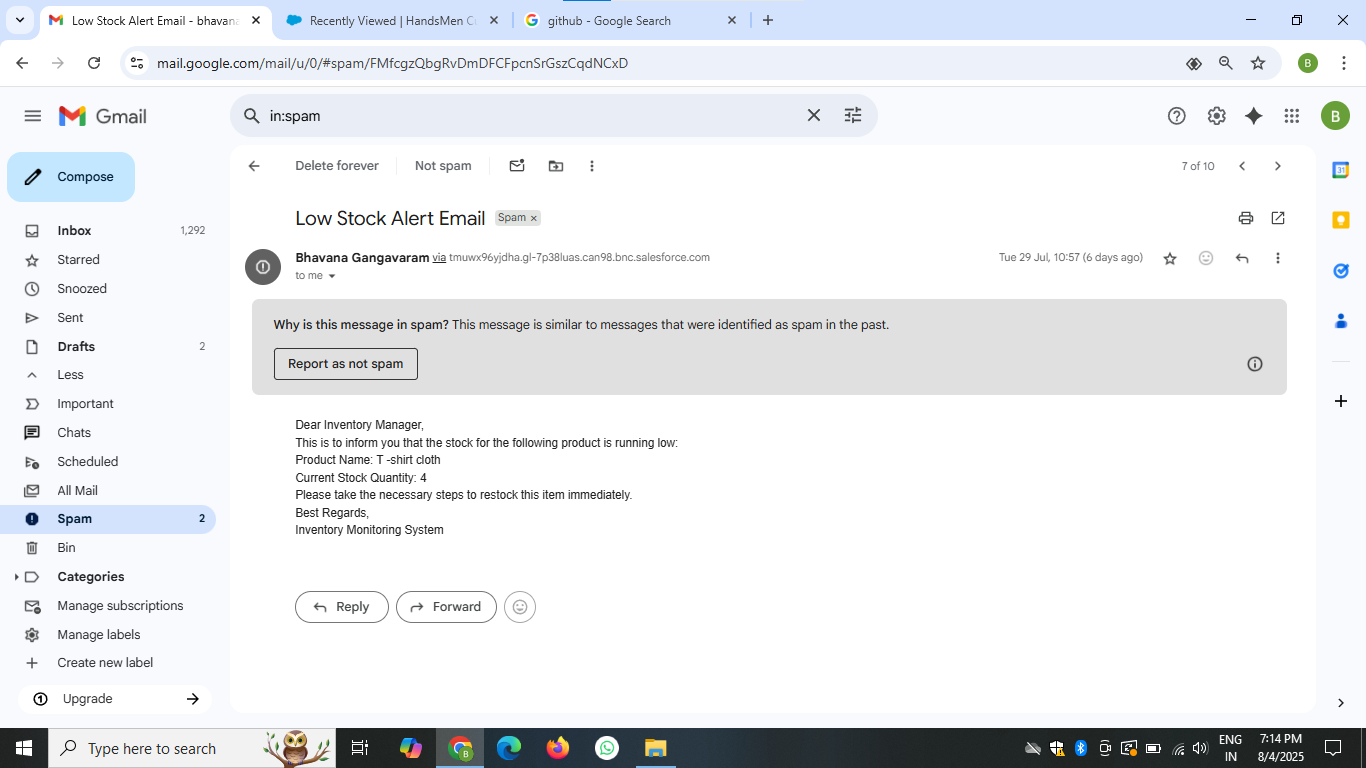 Low Stock Alert Email - bhavana
Recently Viewed | HandsMen Cu
github - Google Search
mail.google.com/mail/u/0/#spam/FMfcgzQbgRvDmDFCFpcnSrGszCqdNCxD
B
Gmail
in:spam
B
Compose
Delete forever
Not spam
7 of 10
31
Inbox 1,292
Starred
Snoozed
Sent
Drafts 2
Less
Important
Chats
Scheduled
All Mail
Spam 2
Bin
Categories
Manage subscriptions
Manage labels
Create new label
Upgrade
Low Stock Alert Email Spam ×
Bhavana Gangavaram via tmuwx96yjdha.gl-7p38luas.can98.bnc.salesforce.com Tue 29 Jul, 10:57 (6 days ago)
to me
Why is this message in spam? This message is similar to messages that were identified as spam in the past.
Report as not spam
Dear Inventory Manager,
This is to inform you that the stock for the following product is running low:
Product Name: T -shirt cloth
Current Stock Quantity: 4
Please take the necessary steps to restock this item immediately.
Best Regards,
Inventory Monitoring System
Reply
Forward
Type here to search
B
ENG
IN
7:14 PM
8/4/2025